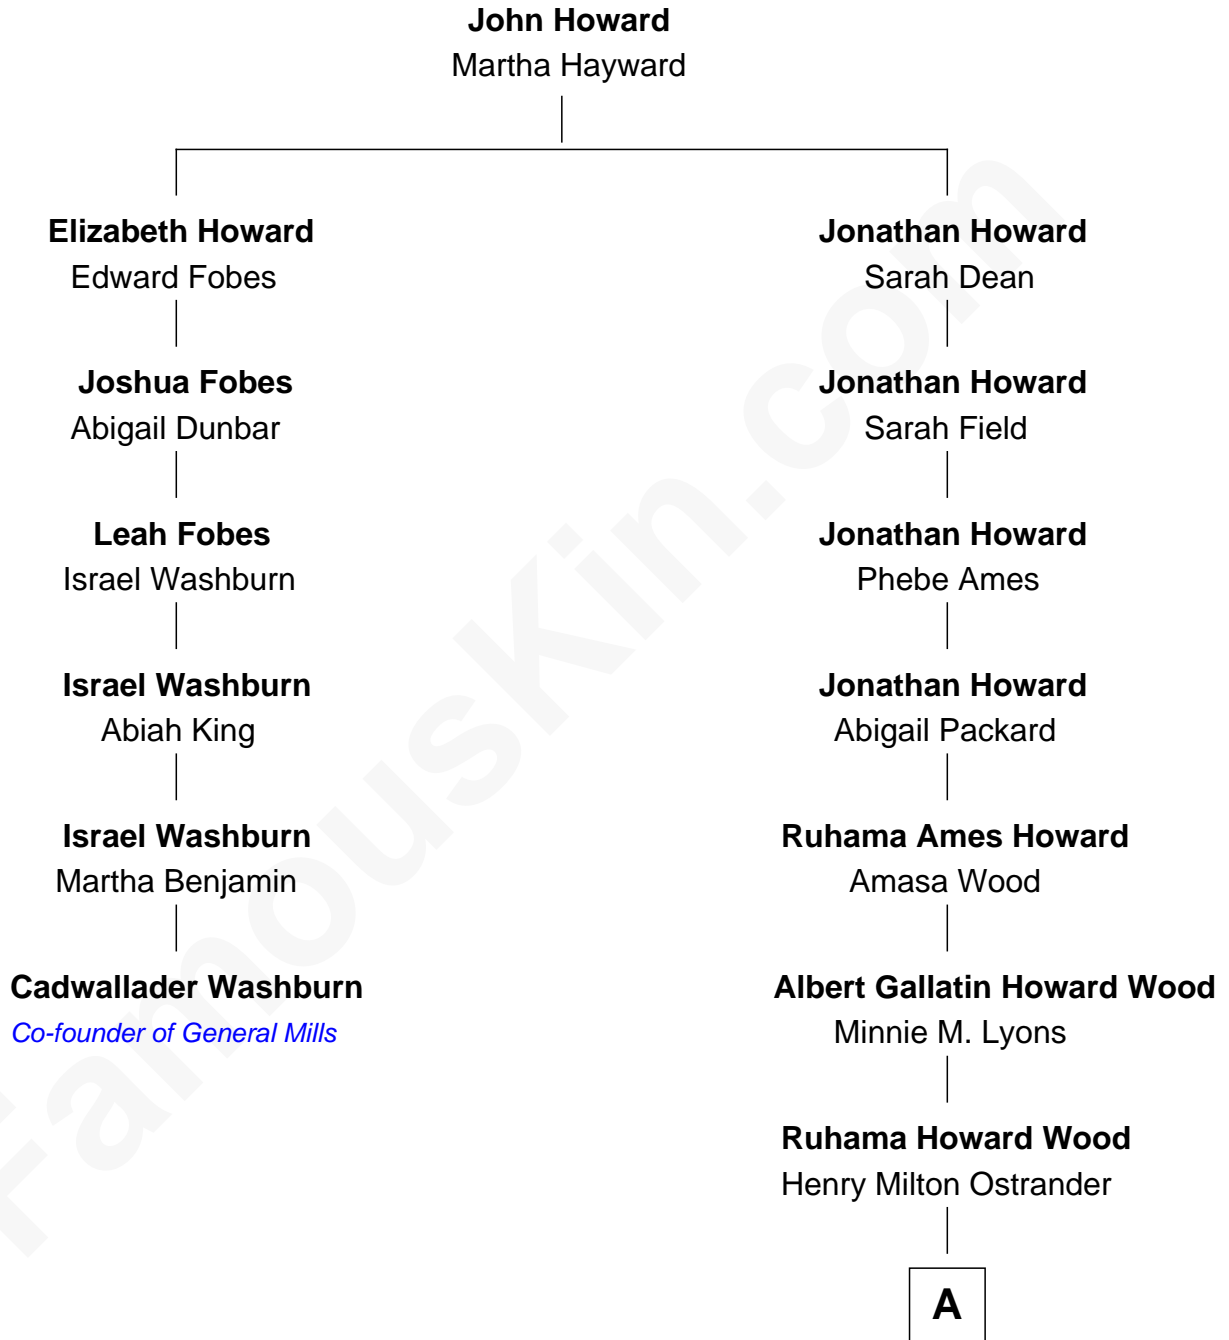 John Howard
Martha Hayward
Elizabeth Howard
Edward Fobes
Jonathan Howard
Sarah Dean
Joshua Fobes
Abigail Dunbar
Jonathan Howard
Sarah Field
Leah Fobes
Israel Washburn
Jonathan Howard
Phebe Ames
Israel Washburn
Abiah King
Jonathan Howard
Abigail Packard
Israel Washburn
Martha Benjamin
Ruhama Ames Howard
Amasa Wood
Cadwallader Washburn
Co-founder of General Mills
Albert Gallatin Howard Wood
Minnie M. Lyons
Ruhama Howard Wood
Henry Milton Ostrander
A
FamousKin.com